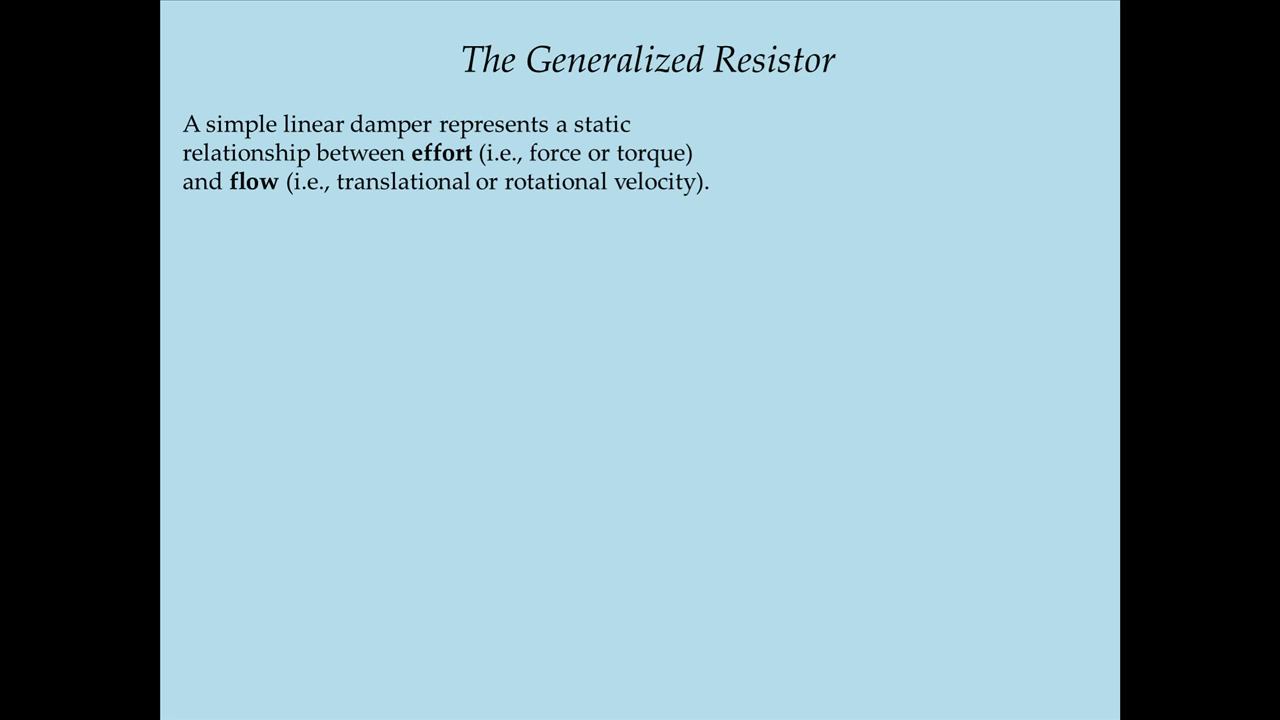 The Generalized Resistor
A simple linear damper represents a static
relationship between effort (i.e., force or torque)
and flow (i.e., translational or rotational velocity).